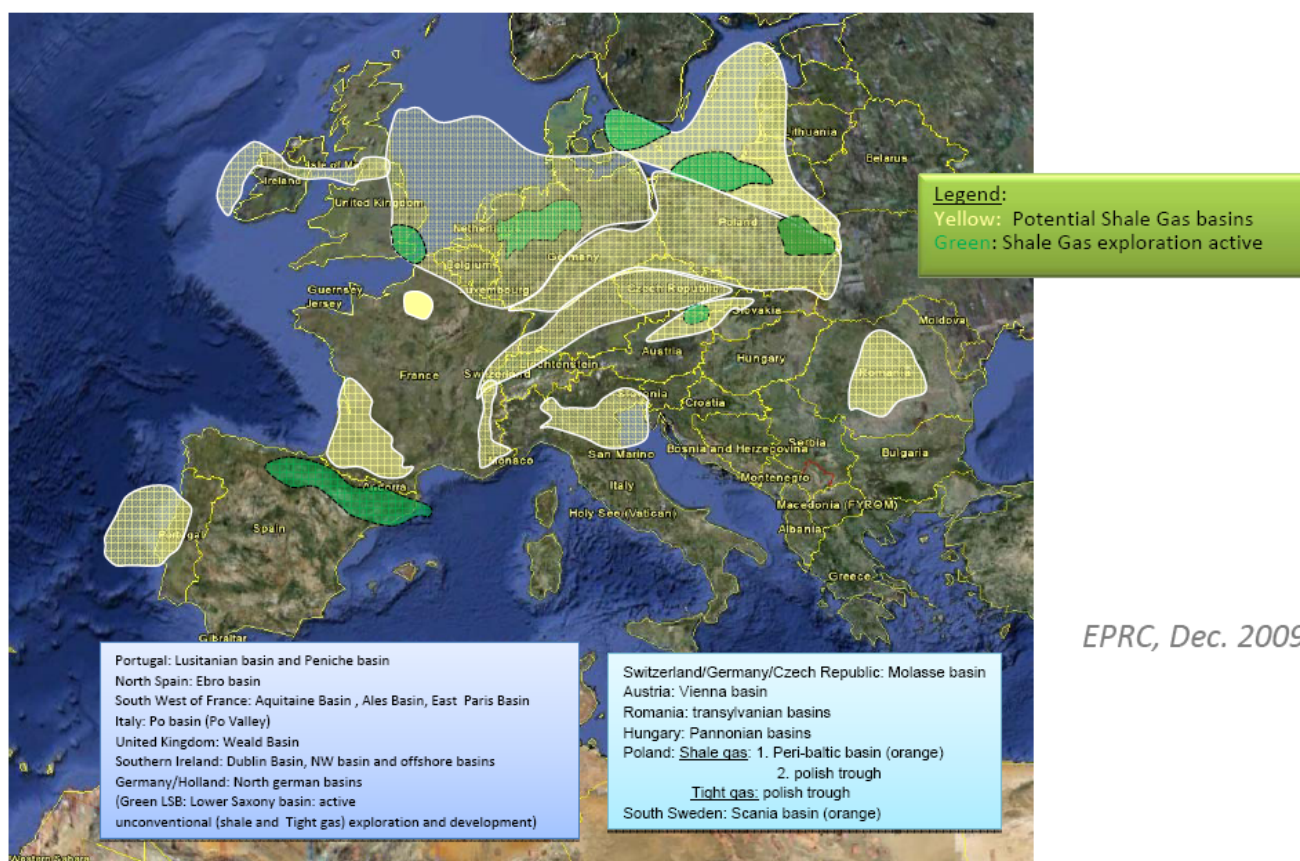 Lithuania
Belarus
Ireland
United Kingdom
Poland
Belgium
Germany
Guernsey
Jersey
Czech Republic
Slovakia
Moldova
Austria
Hungary
France
Romania
Croatia
Serbia
San Marino
Bosnia and Herzegovina
Bulgaria
Monaco
Montenegro
Italy
Macedonia (FYROM)
Holy See (Vatican)
Albania
Spain
Greece
Gibraltar
Western Sahara
Legend:
Yellow: Potential Shale Gas basins
Green: Shale Gas exploration active
EPRC, Dec. 2009
Portugal: Lusitanian basin and Peniche basin
North Spain: Ebro basin
South West of France: Aquitaine Basin , Ales Basin, East Paris Basin
Italy: Po basin (Po Valley)
United Kingdom: Weald Basin
Southern Ireland: Dublin Basin, NW basin and offshore basins
Germany/Holland: North german basins
(Green LSB: Lower Saxony basin: active
unconventional (shale and Tight gas) exploration and development)
Switzerland/Germany/Czech Republic: Molasse basin
Austria: Vienna basin
Romania: transylvanian basins
Hungary: Pannonian basins
Poland: Shale gas: 1. Peri-baltic basin (orange)
2. polish trough
Tight gas: polish trough
South Sweden: Scania basin (orange)